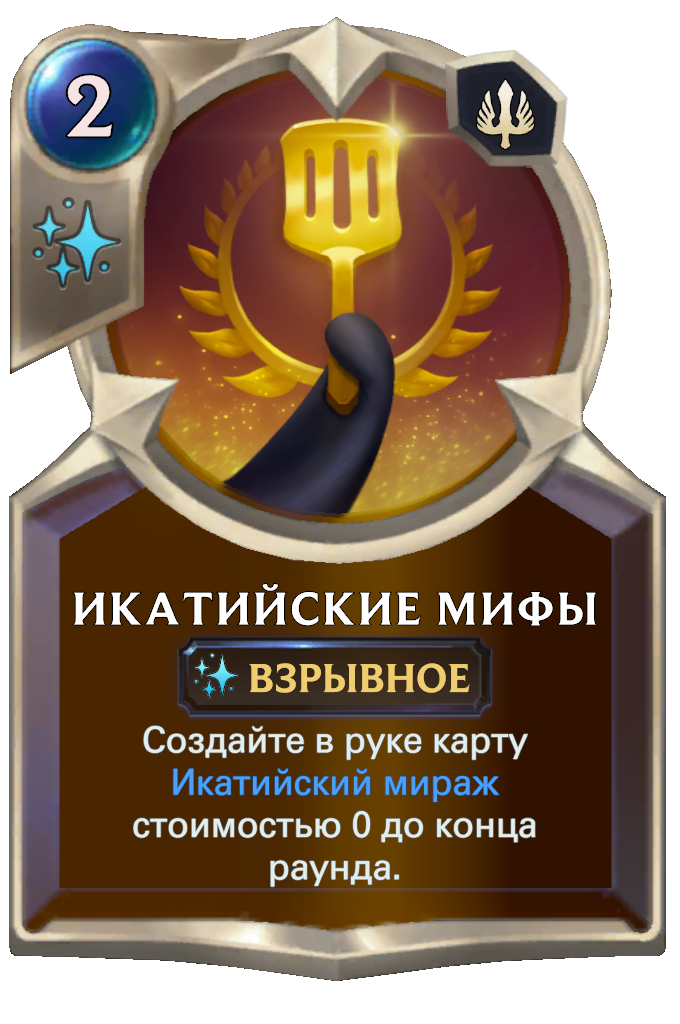 2
ИКАТИЙСКИЕ МИФЫ
ВЗРЫВНОЕ
Создайте в руке карту
Икатийский мираж
стоимостью 0 до конца
раунда.